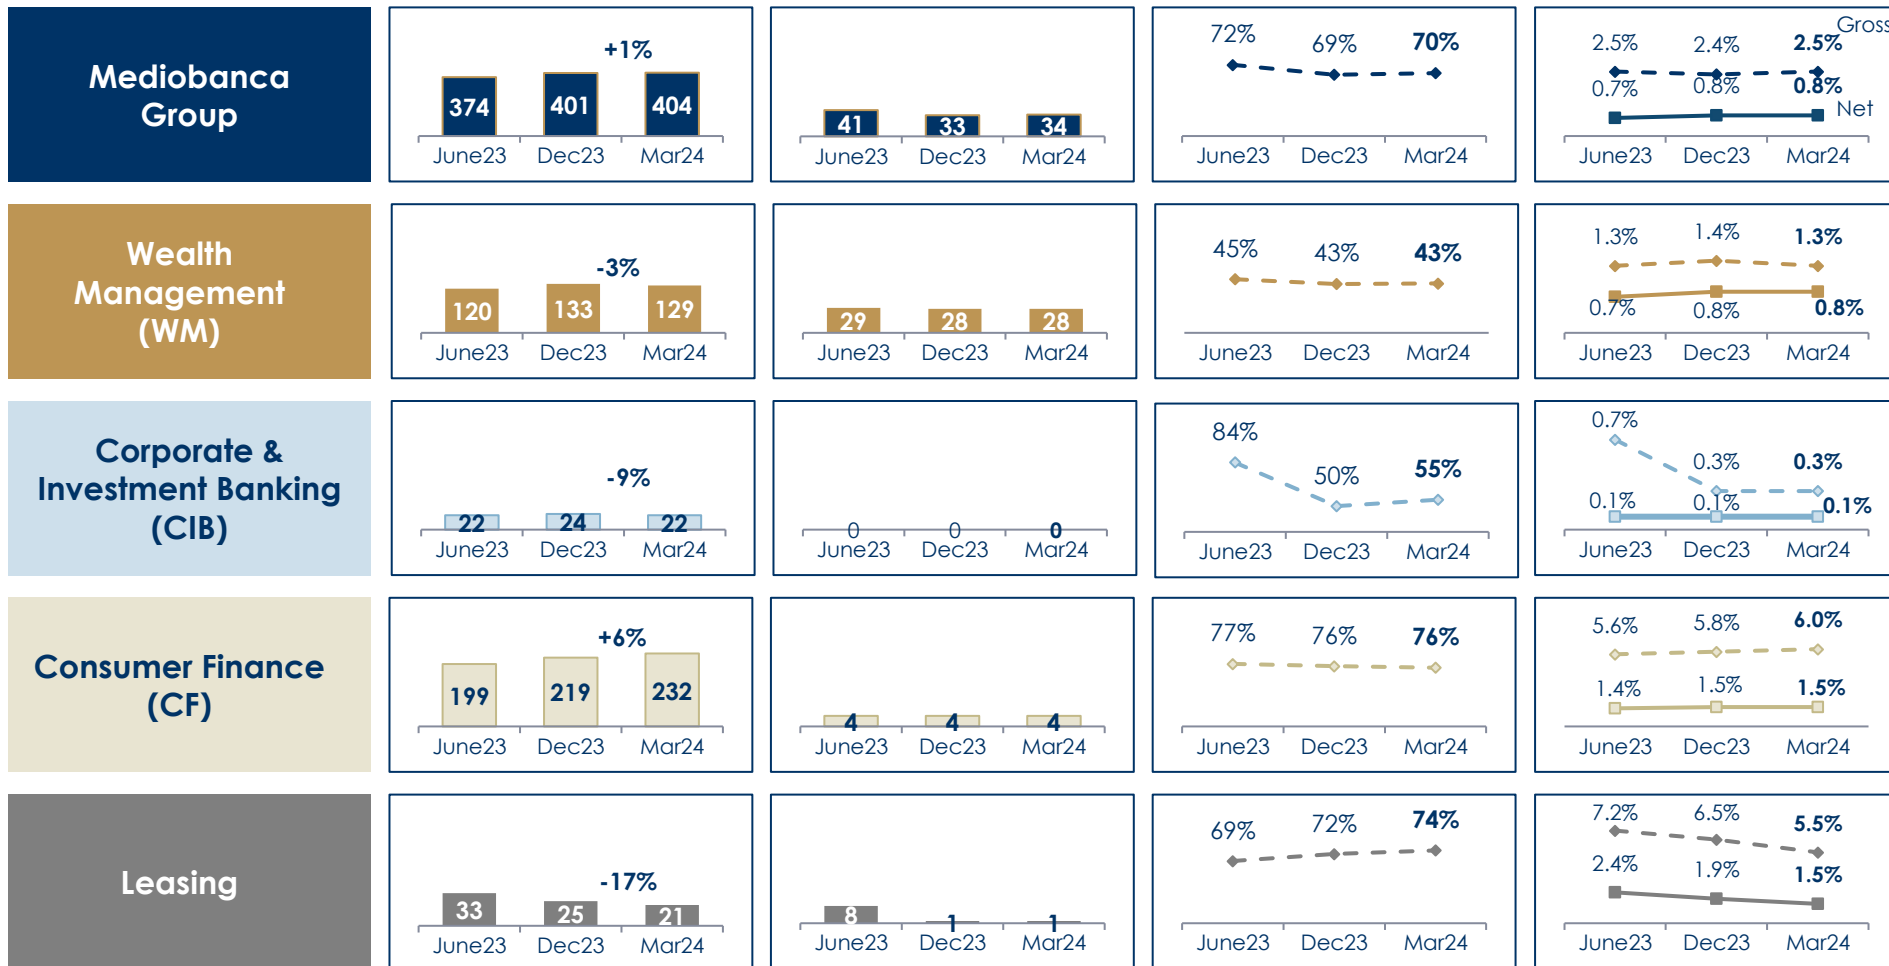 Mediobanca
Group
+1%
374
401
404
June23
Dec23
Mar24
41
33
34
June23
Dec23
Mar24
72%
69%
70%
June23
Dec23
Mar24
Gross
2.5%
2.4%
2.5%
0.7%
0.8%
0.8%
Net
June23
Dec23
Mar24
Wealth
Management
(WM)
-3%
120
133
129
June23
Dec23
Mar24
29
28
28
June23
Dec23
Mar24
45%
43%
43%
June23
Dec23
Mar24
1.3%
1.4%
1.3%
0.7%
0.8%
0.8%
June23
Dec23
Mar24
Corporate &
Investment Banking
(CIB)
-9%
22
24
22
June23
Dec23
Mar24
0
0
0
June23
Dec23
Mar24
84%
50%
55%
June23
Dec23
Mar24
0.7%
0.3%
0.3%
0.1%
0.1%
0.1%
June23
Dec23
Mar24
Consumer Finance
(CF)
+6%
199
219
232
June23
Dec23
Mar24
4
4
4
June23
Dec23
Mar24
77%
76%
76%
June23
Dec23
Mar24
5.6%
5.8%
6.0%
1.4%
1.5%
1.5%
June23
Dec23
Mar24
Leasing
-17%
33
25
21
June23
Dec23
Mar24
8
1
1
June23
Dec23
Mar24
69%
72%
74%
June23
Dec23
Mar24
7.2%
6.5%
5.5%
2.4%
1.9%
1.5%
June23
Dec23
Mar24